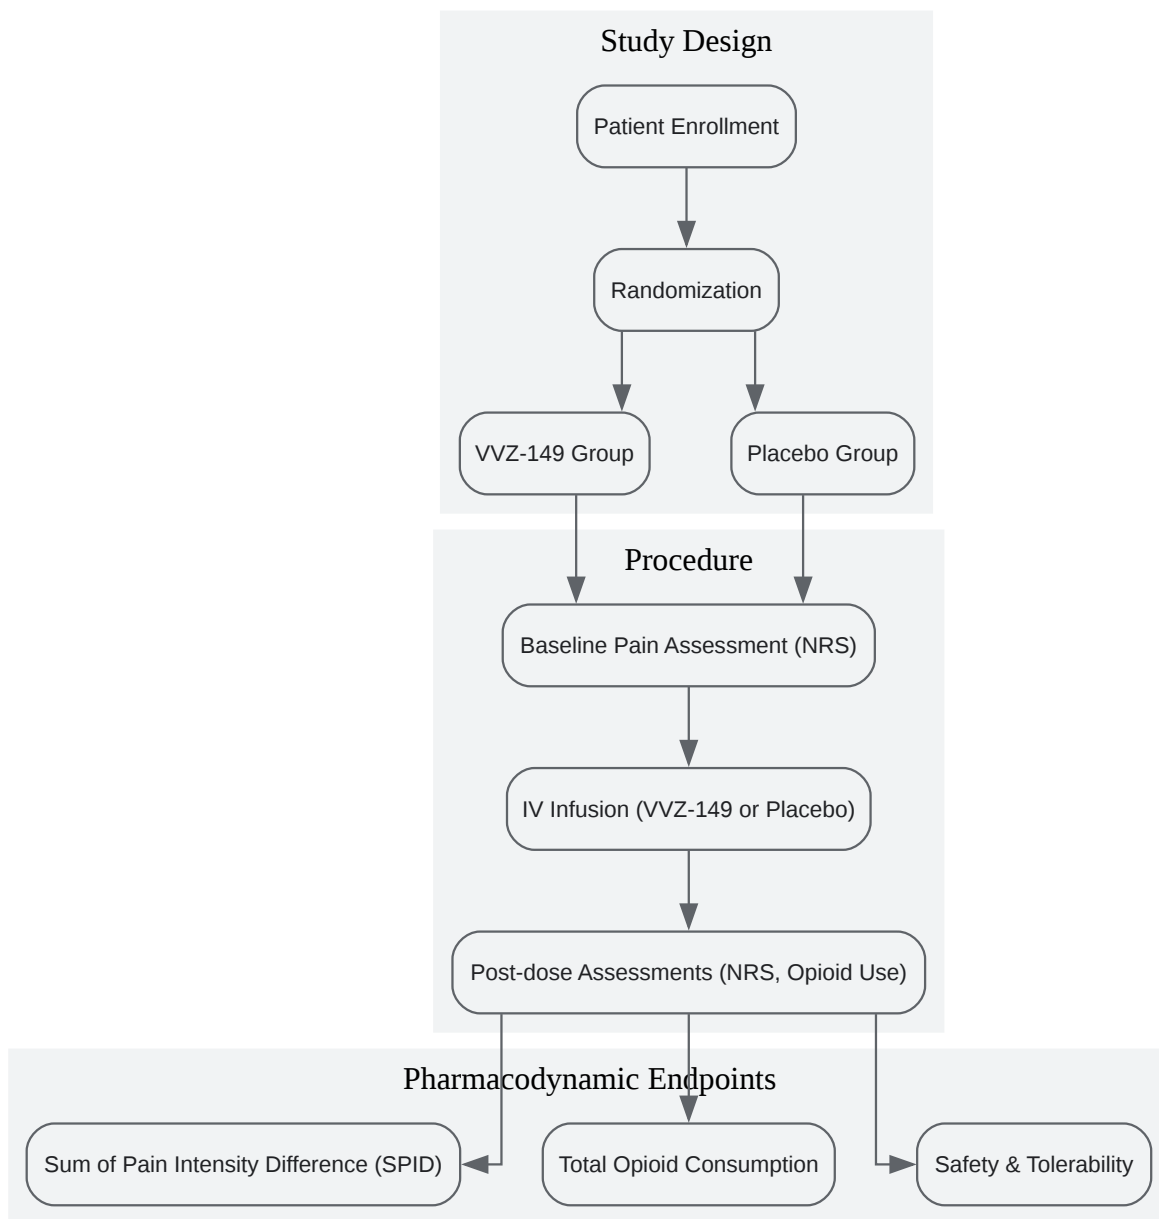 Study Design
Patient Enrollment
Randomization
VVZ-149 Group
Placebo Group
Procedure
Baseline Pain Assessment (NRS)
IV Infusion (VVZ-149 or Placebo)
Post-dose Assessments (NRS, Opioid Use)
Pharmacodynamic Endpoints
Sum of Pain Intensity Difference (SPID)
Total Opioid Consumption
Safety & Tolerability